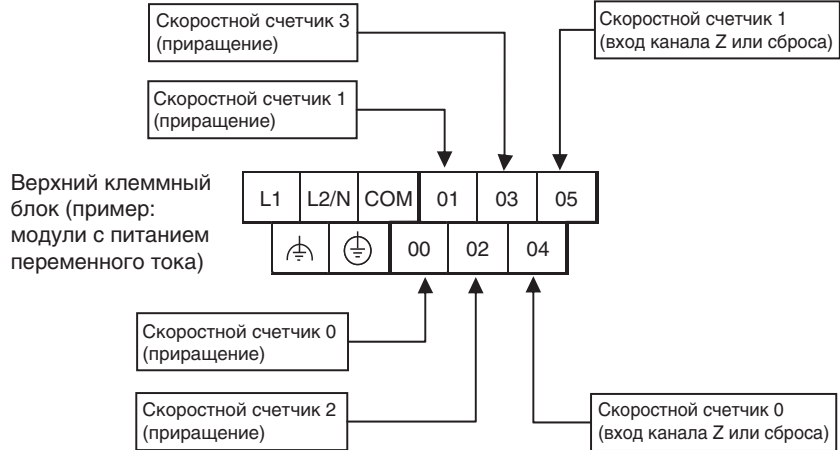 Скоростной счетчик 3
(приращение)
Скоростной счетчик 1
(вход канала Z или сброса)
Скоростной счетчик 1
(приращение)
Верхний клеммный
блок (пример:
модули с питанием
переменного тока)
L1 L2/N COM 01 03 05
00 02 04
Скоростной счетчик 0
(приращение)
Скоростной счетчик 2
(приращение)
Скоростной счетчик 0
(вход канала Z или сброса)